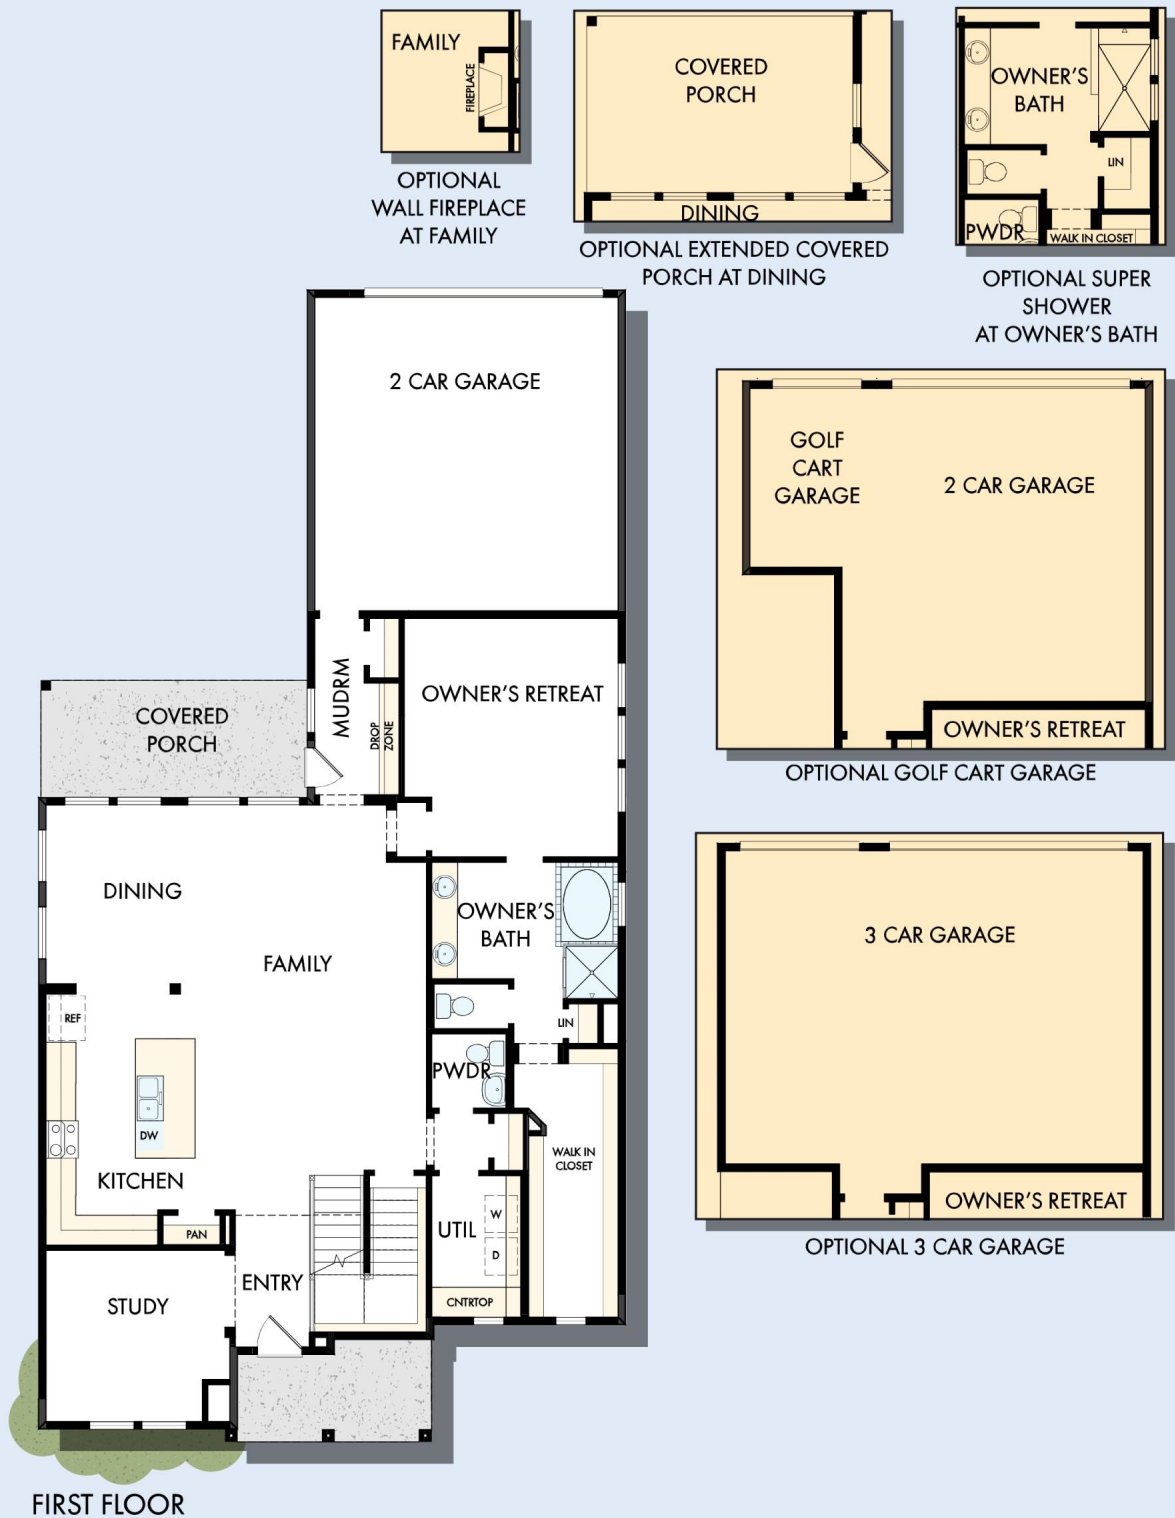 FAMILY
FIREPLACE
OPTIONAL
WALL FIREPLACE
AT FAMILY
COVERED
PORCH
DINING
OPTIONAL EXTENDED COVERED
PORCH AT DINING
OWNER'S
BATH
LIN
PWDR
WALK IN CLOSET
OPTIONAL SUPER
SHOWER
AT OWNER'S BATH
2 CAR GARAGE
MUDRM
DROP
ZONE
OWNER'S RETREAT
COVERED
PORCH
DINING
FAMILY
OWNER'S
BATH
REF
LIN
PWDR
DW
KITCHEN
WALK IN
CLOSET
PAN
UTIL
W
D
CNTRTOP
ENTRY
STUDY
FIRST FLOOR
GOLF
CART
GARAGE
2 CAR GARAGE
OWNER'S RETREAT
OPTIONAL GOLF CART GARAGE
3 CAR GARAGE
OWNER'S RETREAT
OPTIONAL 3 CAR GARAGE